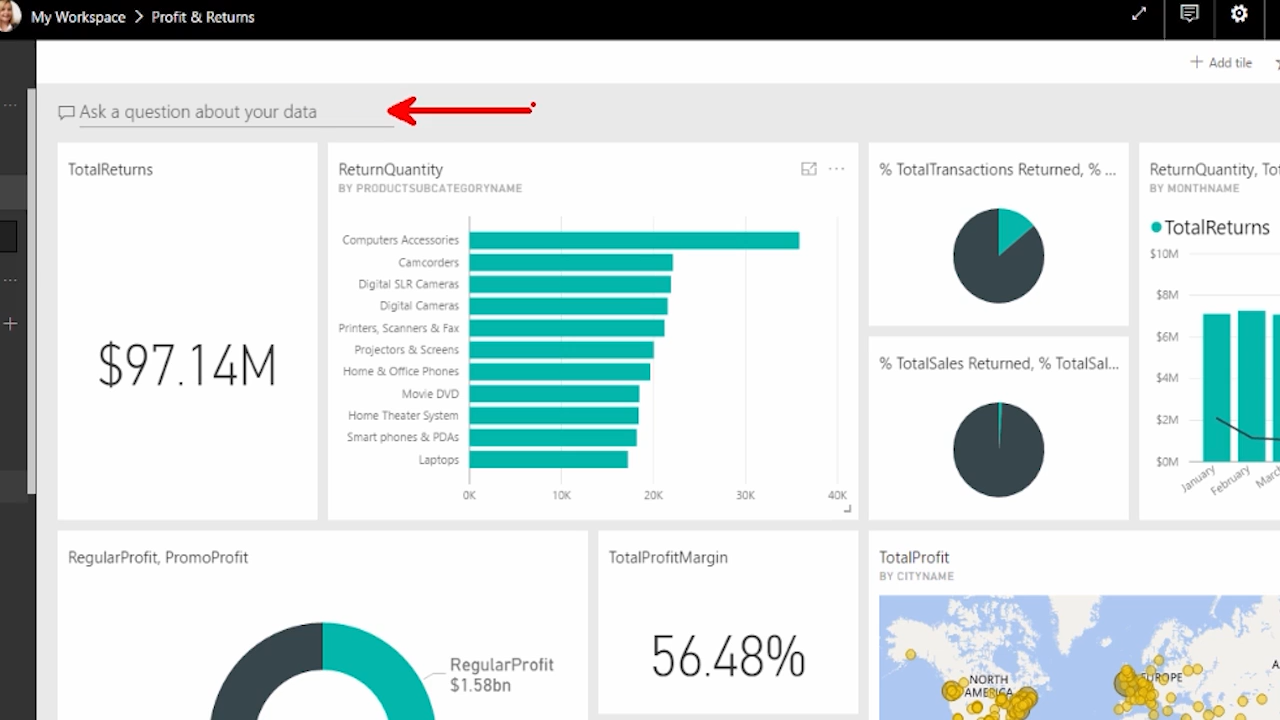 My Workspace > Profit & Returns
+ Add tile
Ask a question about your data
TotalReturns
$97.14M
ReturnQuantity
BY PRODUCTSUBCATEGORYNAME
Computers Accessories
Camcorders
Digital SLR Cameras
Digital Cameras
Printers, Scanners & Fax
Projectors & Screens
Home & Office Phones
Movie DVD
Home Theater System
Smart phones & PDAs
Laptops
0K 10K 20K 30K 40K
% TotalTransactions Returned, % ...
% TotalSales Returned, % TotalSal...
ReturnQuantity, Tot
BY MONTHNAME
TotalReturns
$10M
$8M
$6M
$4M
$2M
$0M
January February March
RegularProfit, PromoProfit
RegularProfit
$1.58bn
TotalProfitMargin
56.48%
TotalProfit
BY CITYNAME
NORTH
AMERICA
EUROPE
A